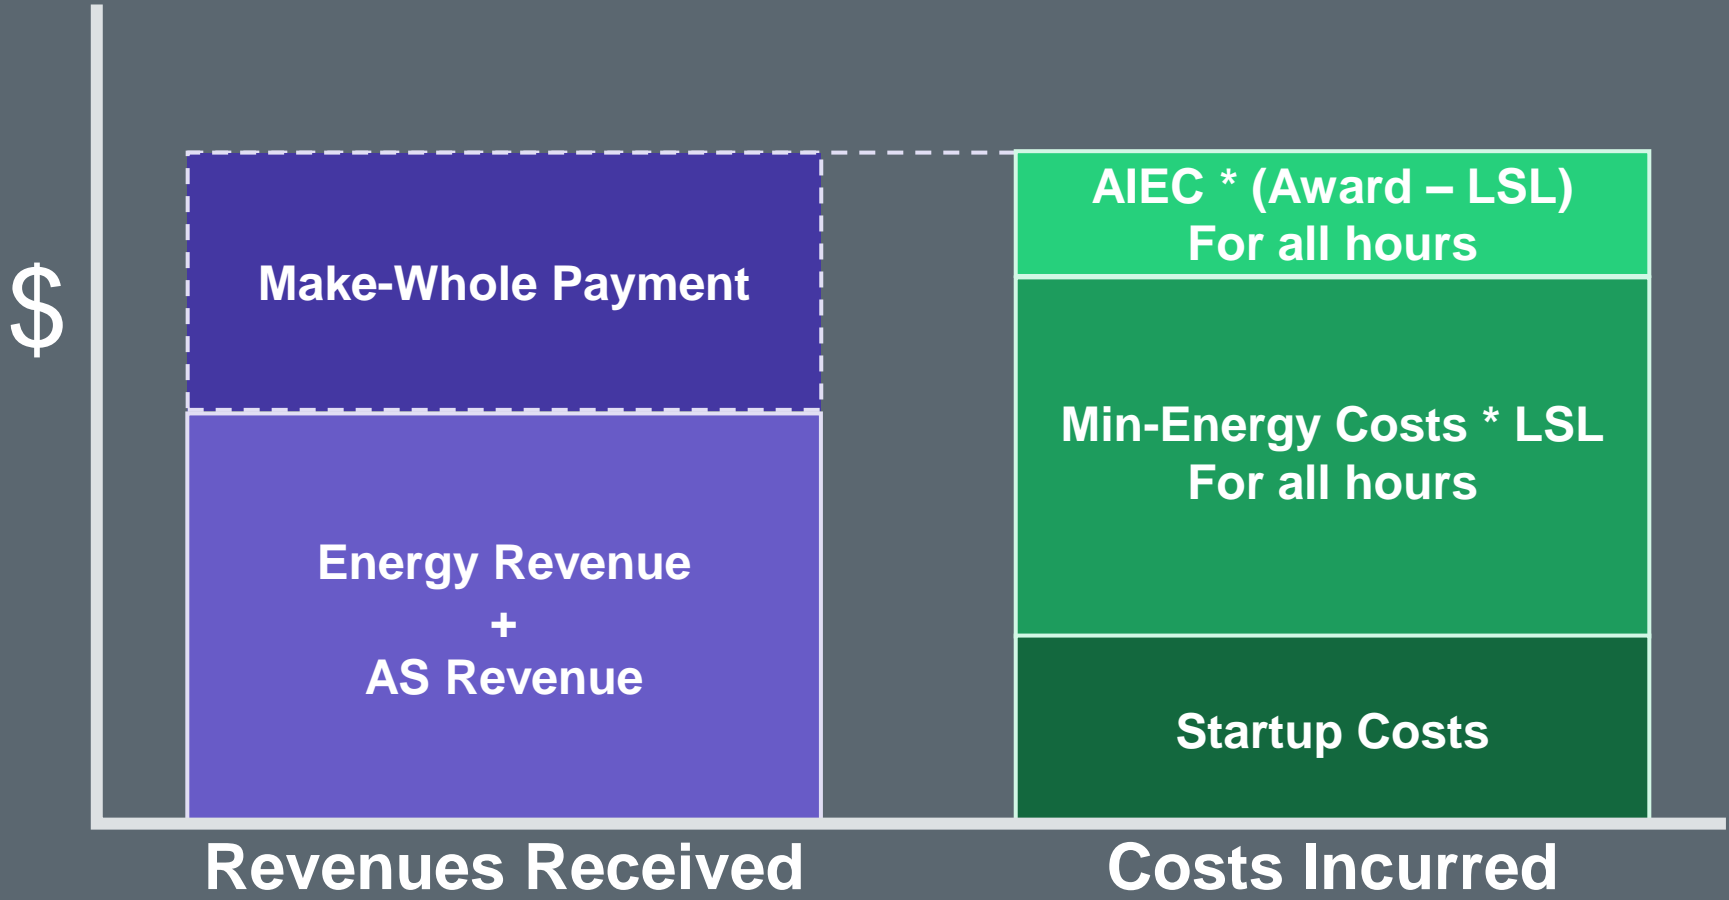 $
Make-Whole Payment
Energy Revenue
+
AS Revenue
AIEC * (Award – LSL)
For all hours
Min-Energy Costs * LSL
For all hours
Startup Costs
Revenues Received
Costs Incurred